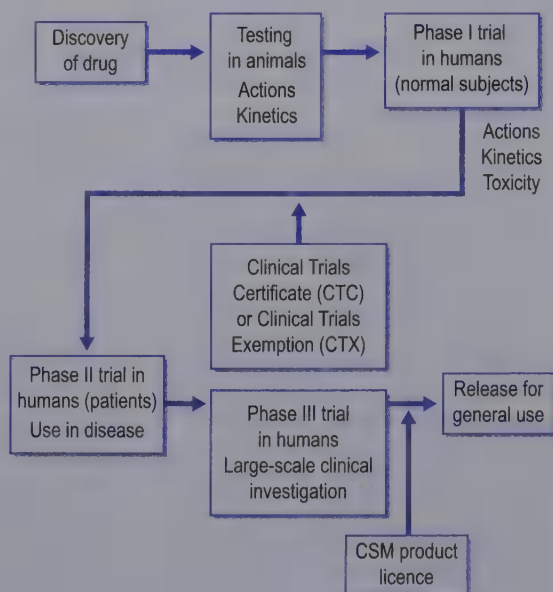 Discovery
of drug
Testing
in animals
Actions
Kinetics
Phase I trial
in humans
(normal subjects)
Actions
Kinetics
Toxicity
Clinical Trials
Certificate (CTC)
or Clinical Trials
Exemption (CTX)
Phase II trial in
humans (patients)
Use in disease
Phase III trial
in humans
Large-scale clinical
investigation
Release for
general use
CSM product
licence